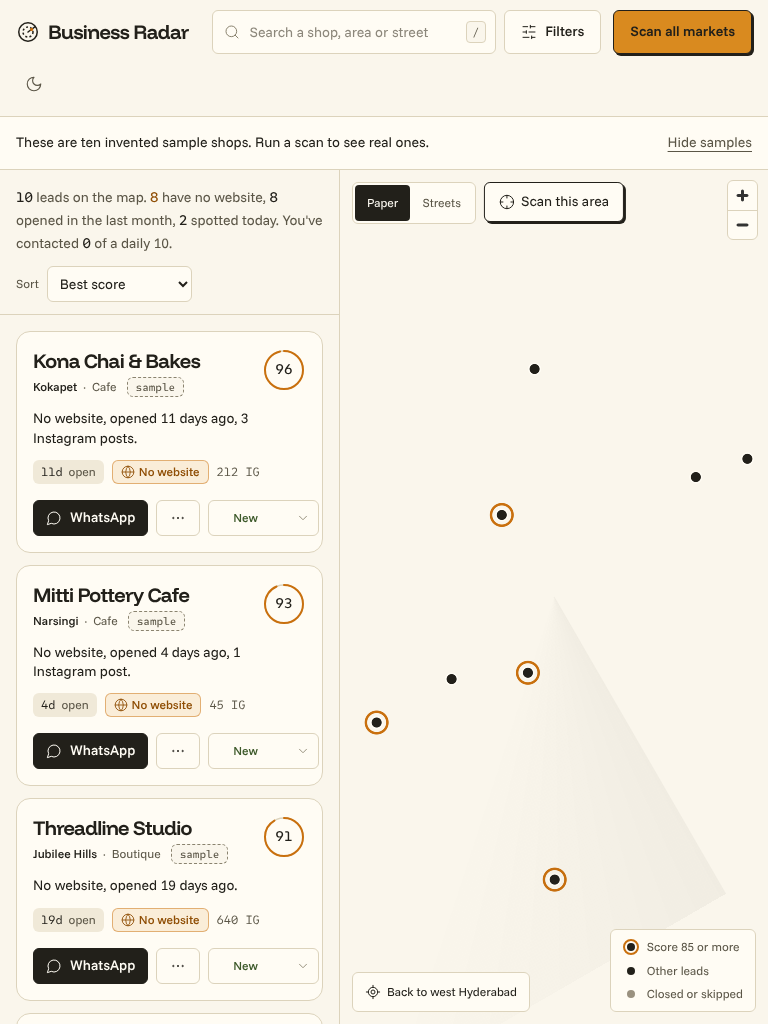 Business Radar
Search a shop, area or street
/
Filters
Scan all markets
These are ten invented sample shops. Run a scan to see real ones.
Hide samples
10 leads on the map. 8 have no website, 8
opened in the last month, 2 spotted today. You've
contacted 0 of a daily 10.
Sort
Best score
Paper
Streets
Scan this area
+
−
Kona Chai & Bakes
96
Kokapet · Cafe
sample
No website, opened 11 days ago, 3
Instagram posts.
11d open
No website
212 IG
WhatsApp
...
New
Mitti Pottery Cafe
93
Narsingi · Cafe
sample
No website, opened 4 days ago, 1
Instagram post.
4d open
No website
45 IG
WhatsApp
...
New
Threadline Studio
91
Jubilee Hills · Boutique
sample
No website, opened 19 days ago.
19d open
No website
640 IG
WhatsApp
...
New
Back to west Hyderabad
Score 85 or more
Other leads
Closed or skipped